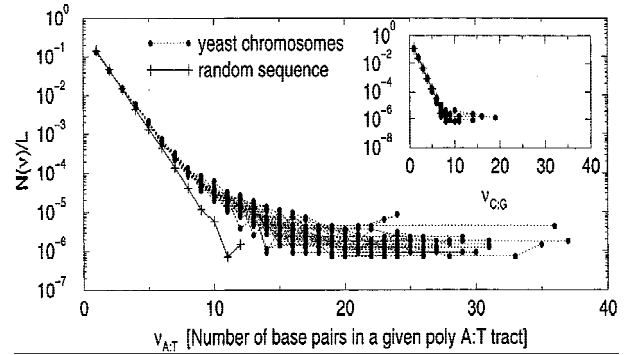 10^0
10^-1
10^-2
10^-3
10^-4
10^-5
10^-6
10^-7
N(ν)/L
yeast chromosomes
random sequence
10^0
10^-2
10^-4
10^-6
10^-8
0 10 20 30 40
ν_C:G
0 10 20 30 40
ν_A:T [Number of base pairs in a given poly A:T tract]